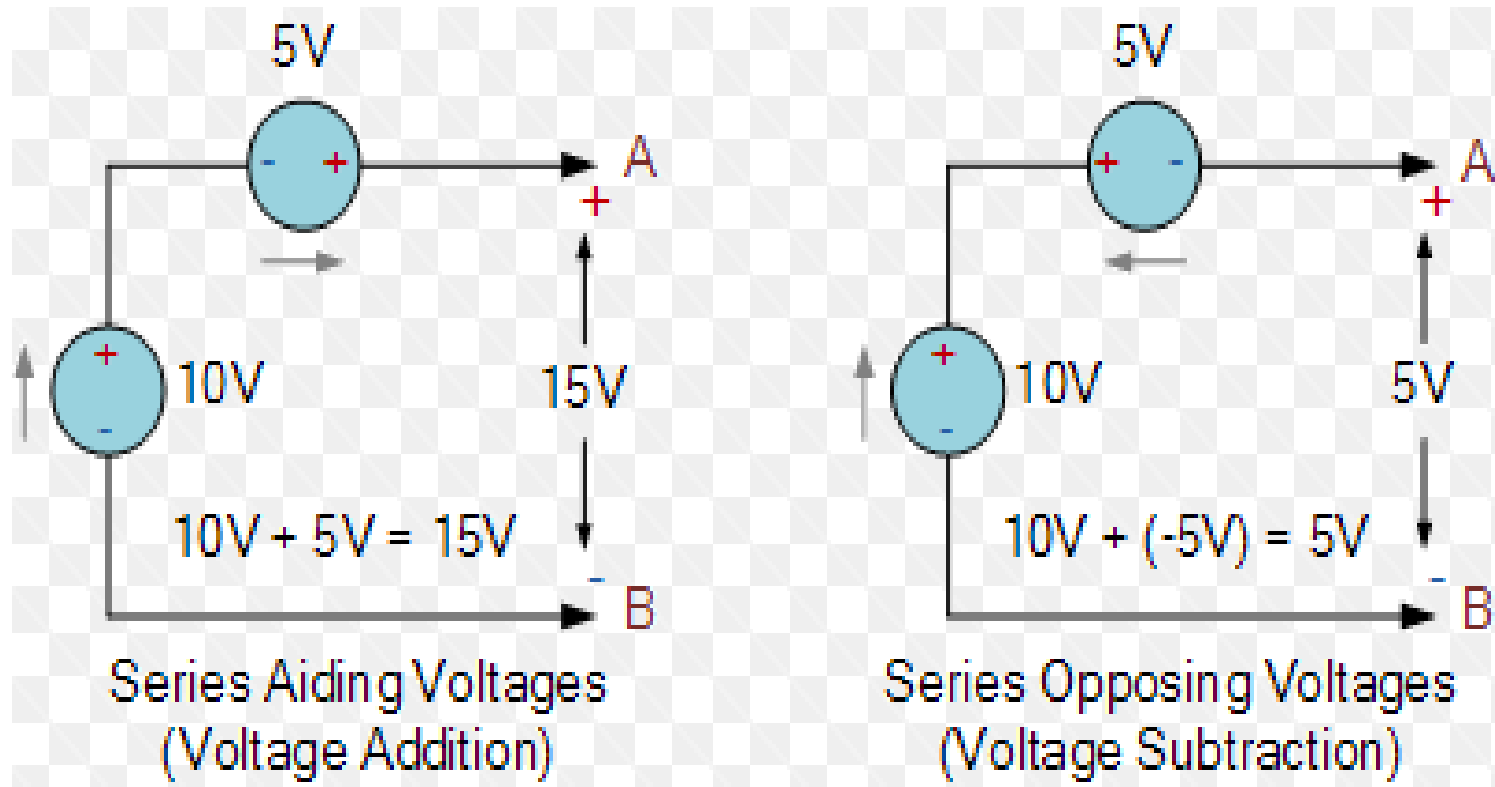 5V
- +
A
+
+
10V
15V
-
10V + 5V = 15V
-
B
Series Aiding Voltages
(Voltage Addition)
5V
+ -
A
+
+
10V
5V
-
10V + (-5V) = 5V
-
B
Series Opposing Voltages
(Voltage Subtraction)